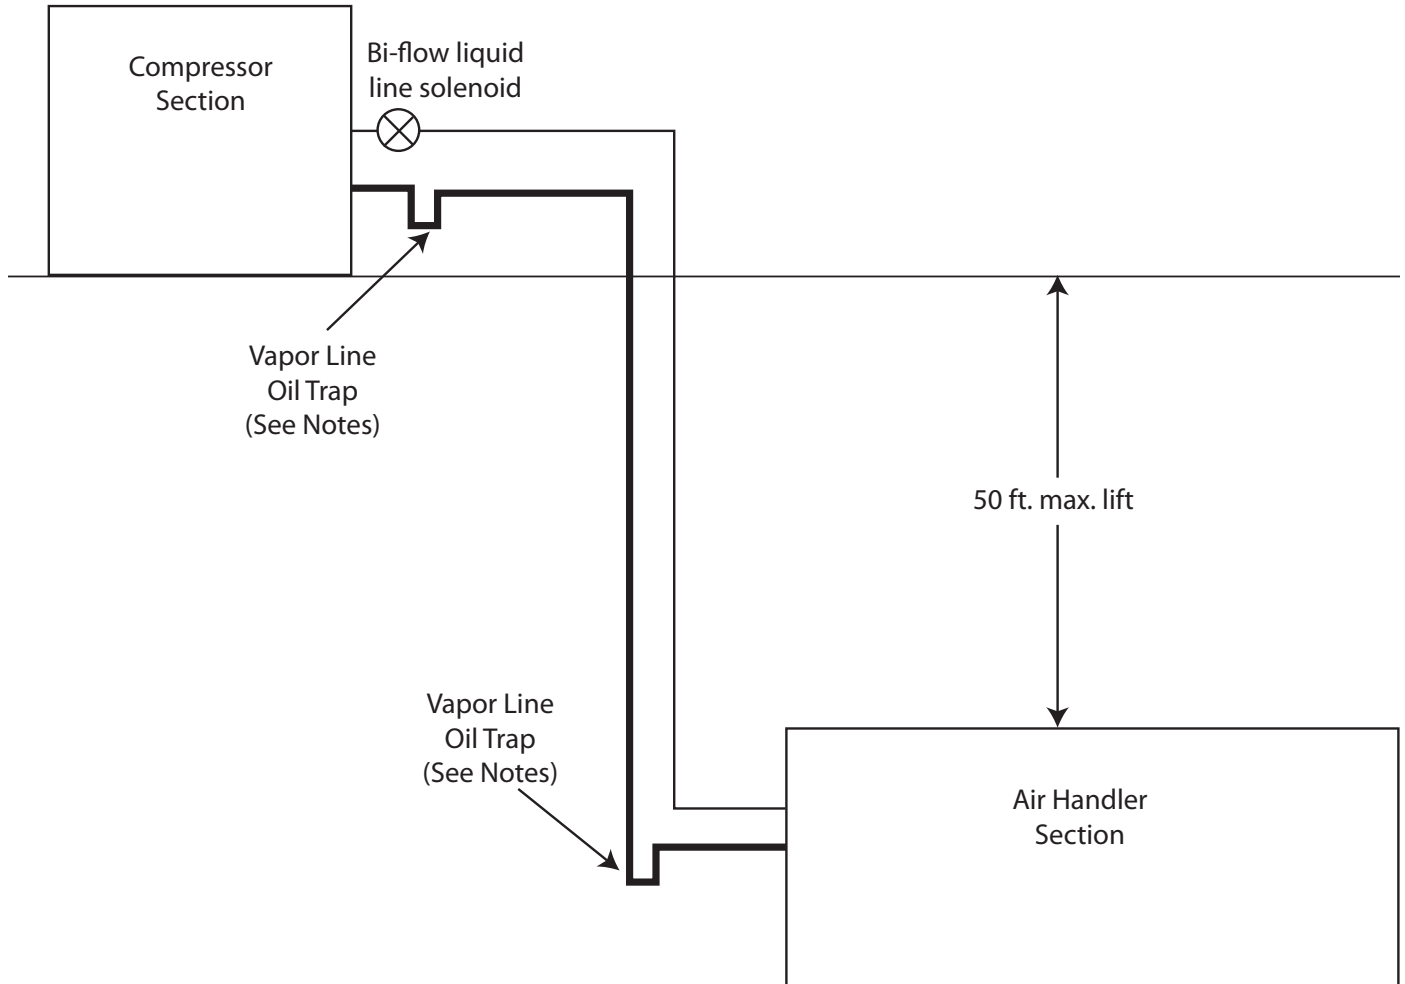 Compressor
Section
Bi-flow liquid
line solenoid
Vapor Line
Oil Trap
(See Notes)
50 ft. max. lift
Vapor Line
Oil Trap
(See Notes)
Air Handler
Section